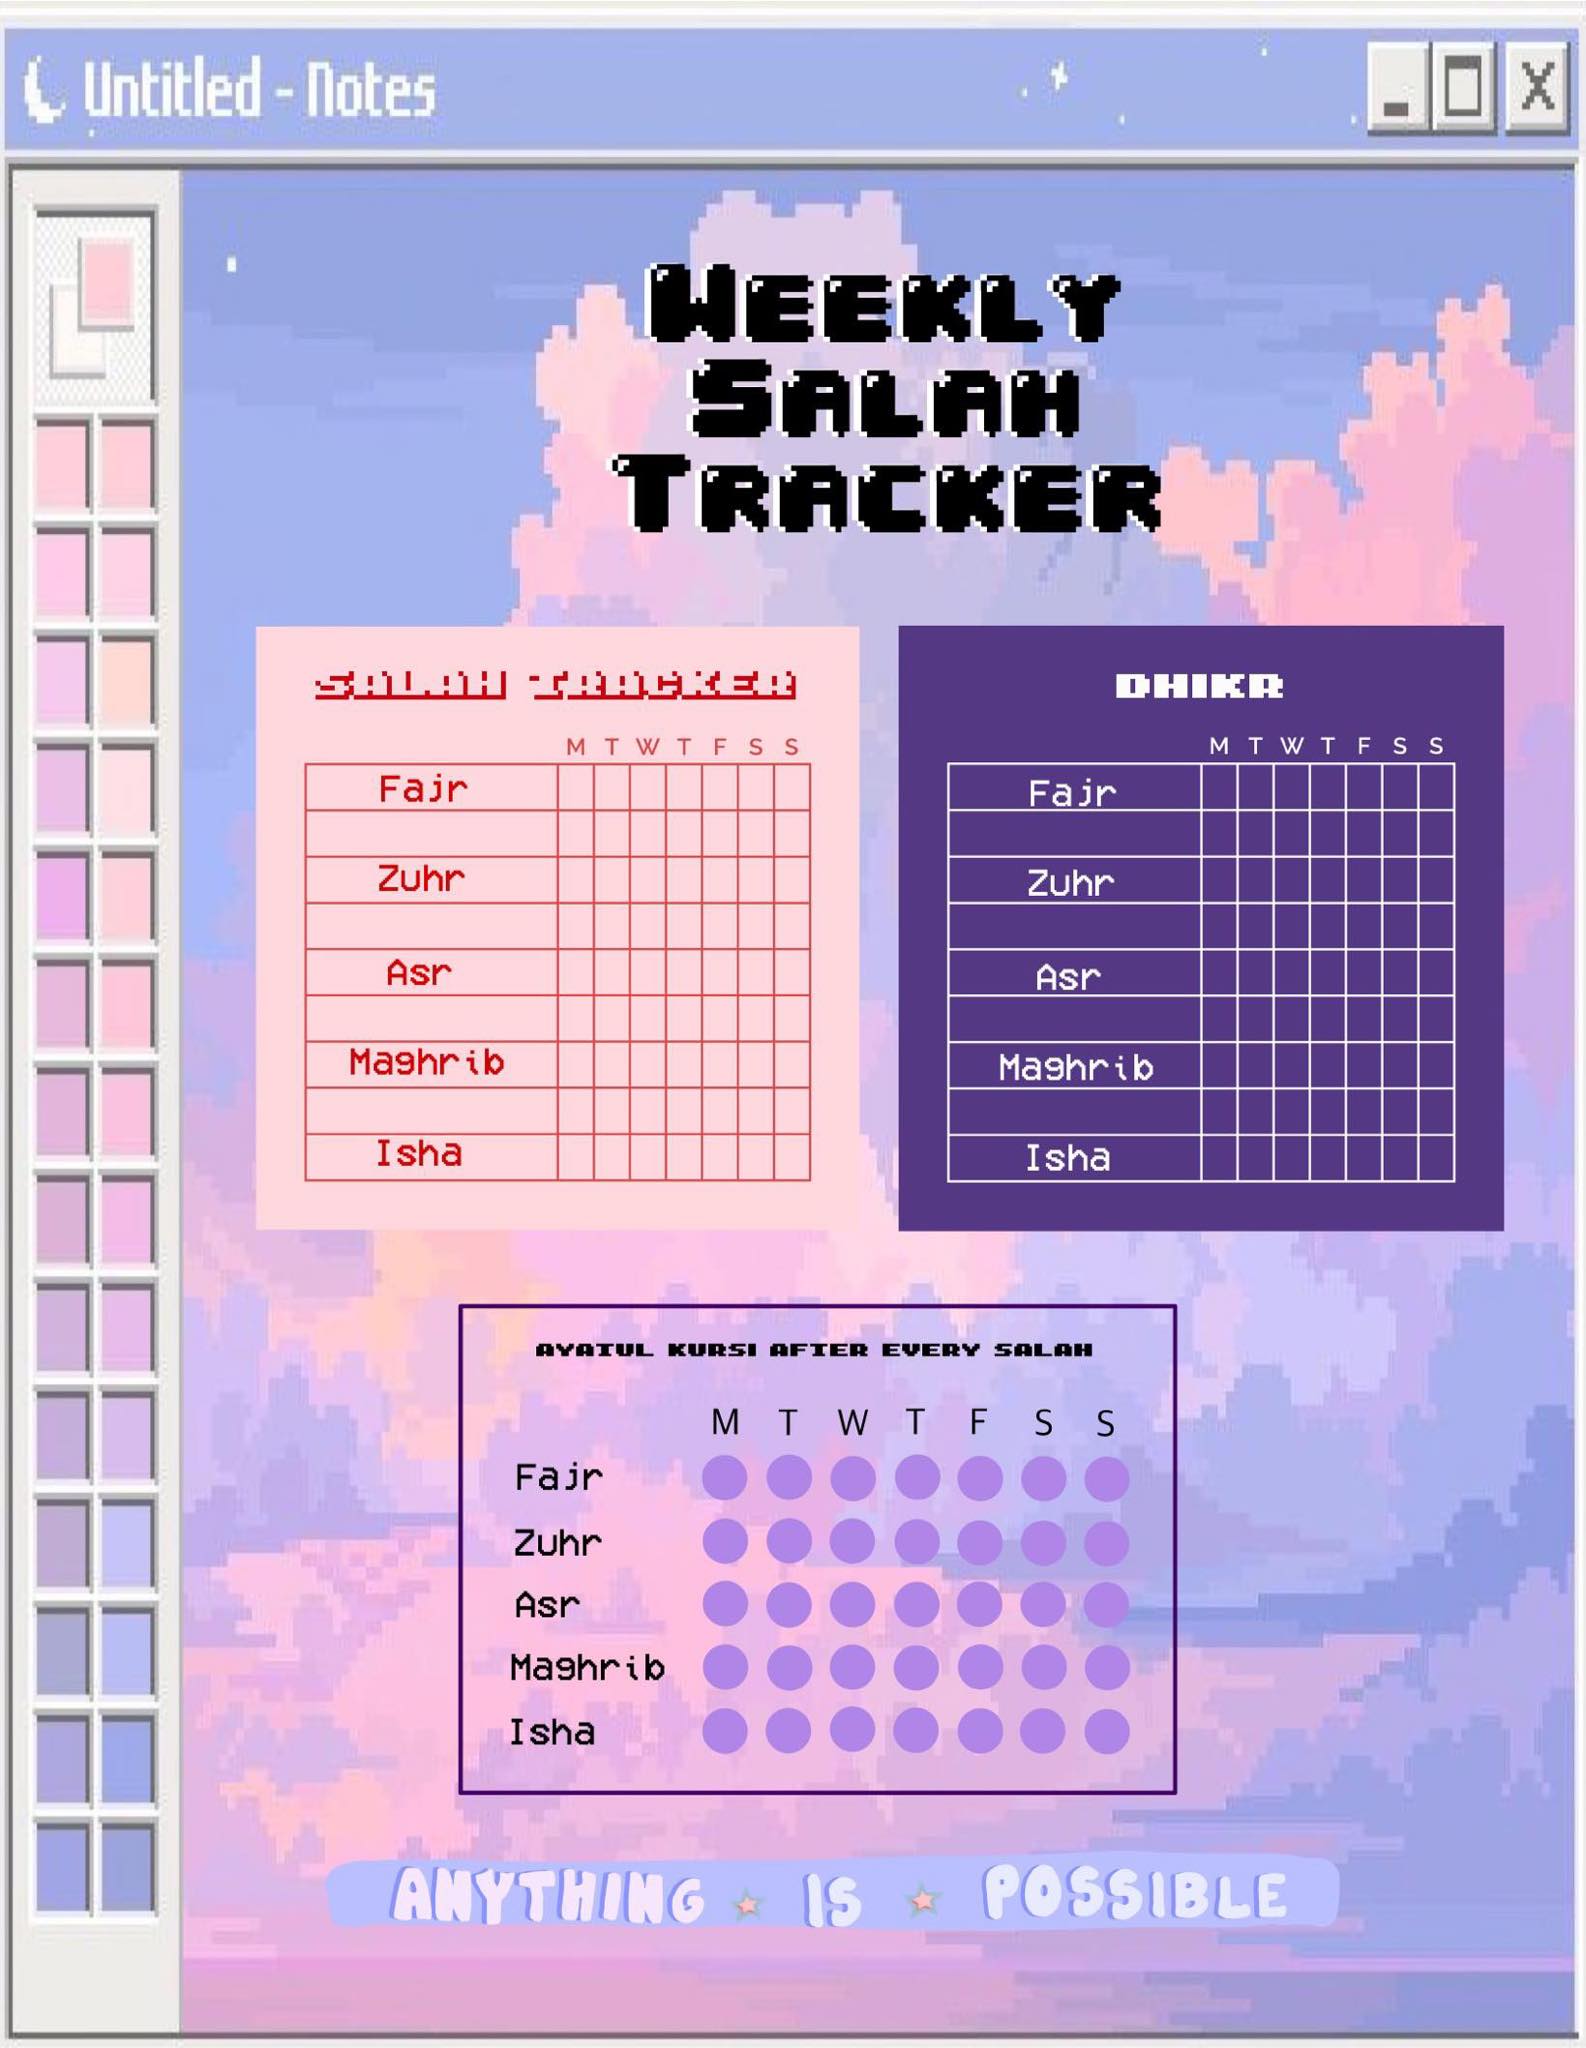 Untitled - Notes
WEEKLY
SALAH
TRACKER
SALAH TRACKER
M T W T F S S
Fajr
Zuhr
Asr
Maghrib
Isha
DHIKR
M T W T F S S
Fajr
Zuhr
Asr
Maghrib
Isha
AYATUL KURSI AFTER EVERY SALAH
M T W T F S S
Fajr
Zuhr
Asr
Maghrib
Isha
ANYTHING IS POSSIBLE